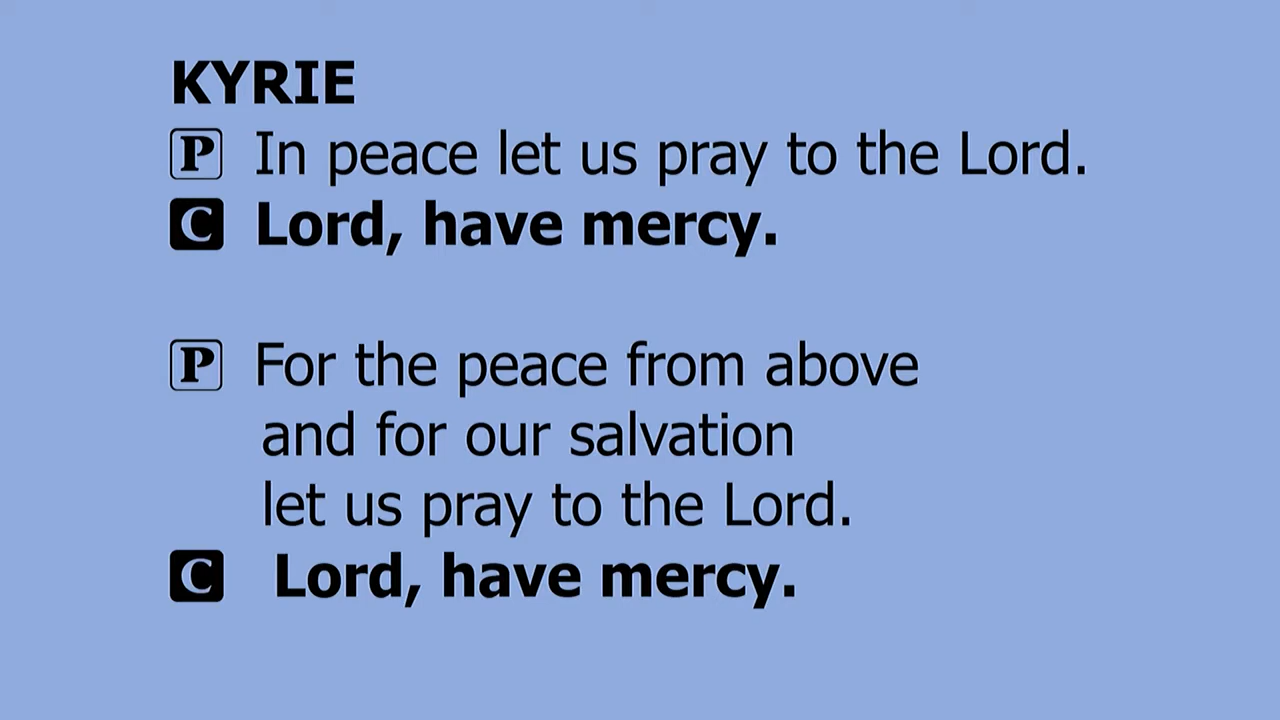 KYRIE
P In peace let us pray to the Lord.
C Lord, have mercy.
P For the peace from above
and for our salvation
let us pray to the Lord.
C Lord, have mercy.